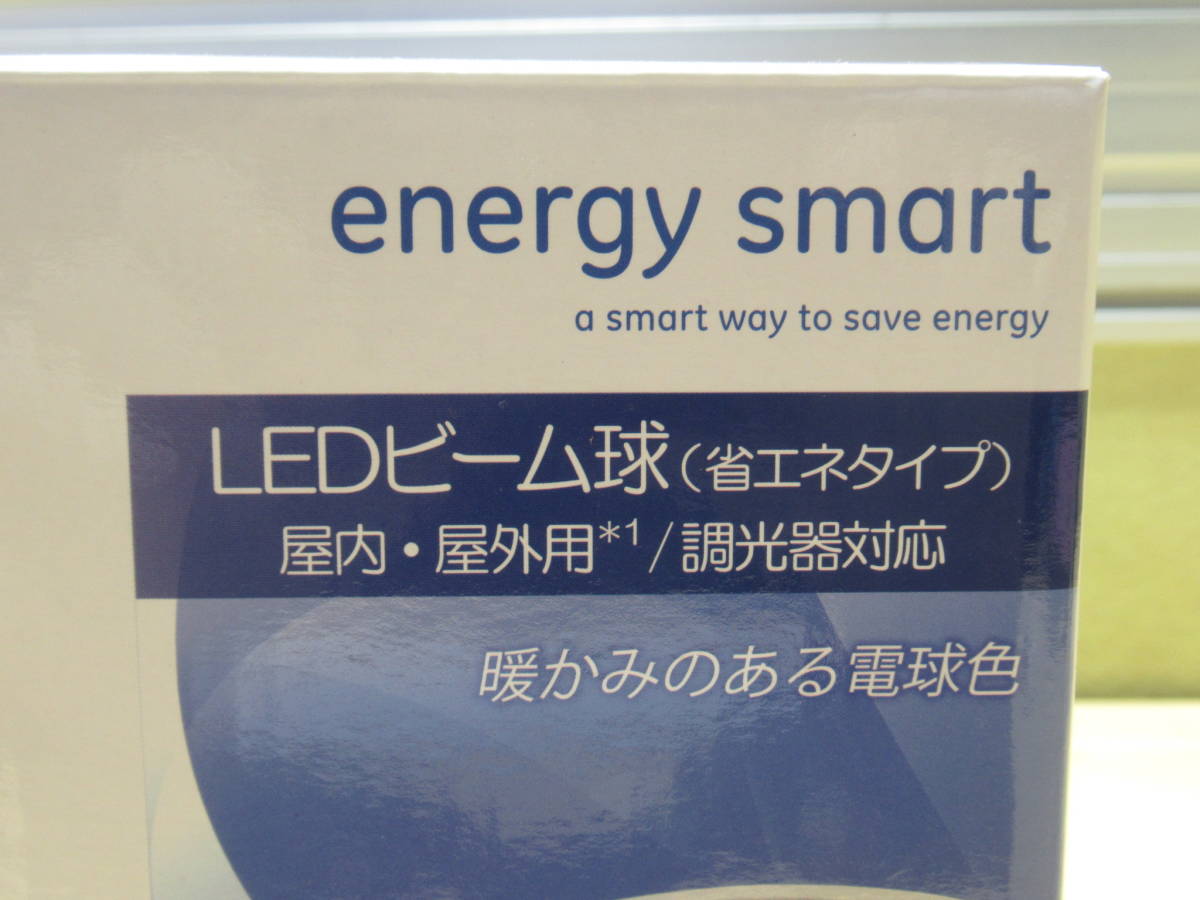 energy smart
a smart way to save energy
LEDビーム球(省エネタイプ)
屋内・屋外用*1/調光器対応
暖かみのある電球色